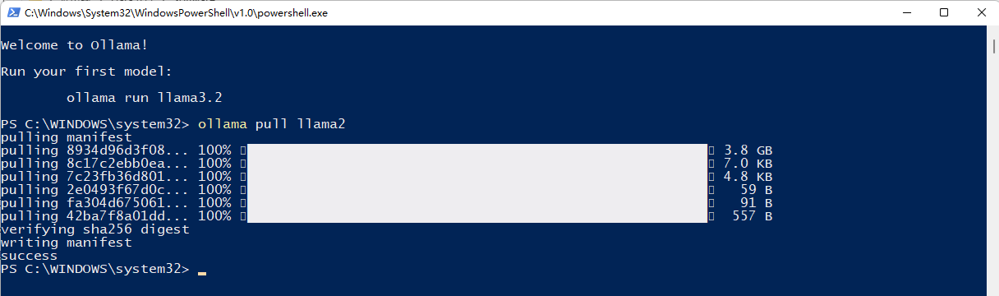 C:\Windows\System32\WindowsPowerShell\v1.0\powershell.exe
Welcome to Ollama!
Run your first model:
ollama run llama3.2
PS C:\WINDOWS\system32> ollama pull llama2
pulling manifest
pulling 8934d96d3f08... 100% 3.8 GB
pulling 8c17c2ebb0ea... 100% 7.0 KB
pulling 7c23fb36d801... 100% 4.8 KB
pulling 2e0493f67d0c... 100% 59 B
pulling fa304d675061... 100% 91 B
pulling 42ba7f8a01dd... 100% 557 B
verifying sha256 digest
writing manifest
success
PS C:\WINDOWS\system32>